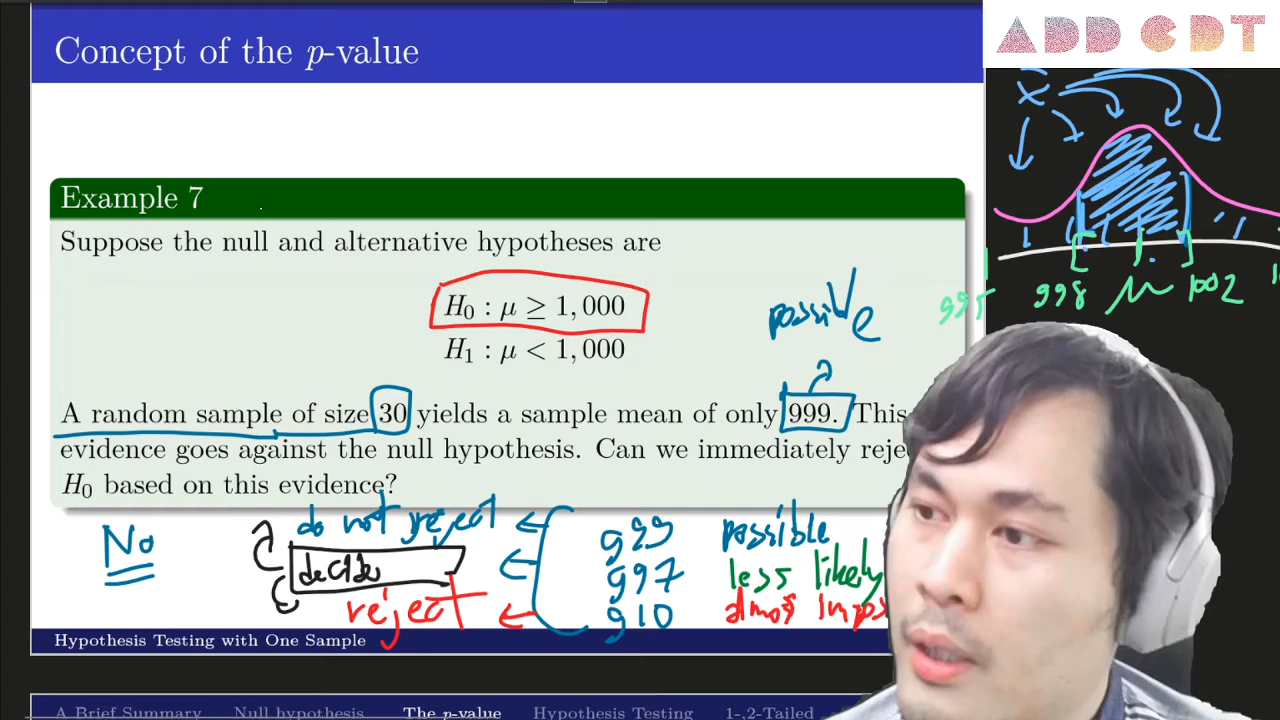 Concept of the p-value
ADD CDT
x̄
Example 7
Suppose the null and alternative hypotheses are
H₀ : μ ≥ 1,000
H₁ : μ < 1,000
possible
995 998 μ 1002
A random sample of size 30 yields a sample mean of only 999. This
evidence goes against the null hypothesis. Can we immediately rejec
H₀ based on this evidence?
No
do not reject
decide
reject
999 possible
997 less likely
910 almost impos
Hypothesis Testing with One Sample
A Brief Summary Null hypothesis The p-value Hypothesis Testing 1-,2-Tailed